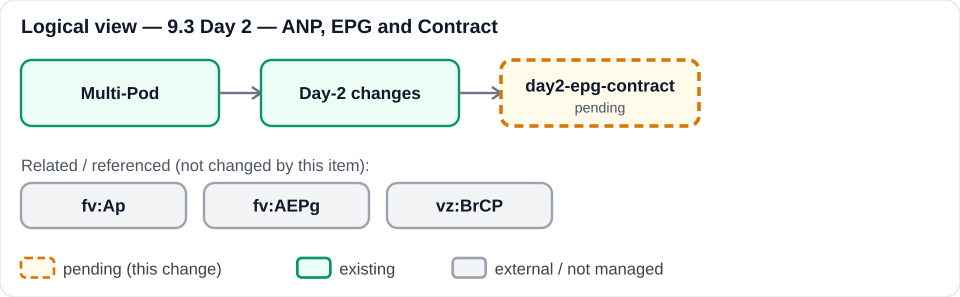 Logical view — 9.3 Day 2 — ANP, EPG and Contract
Multi-Pod
Day-2 changes
day2-epg-contract
pending
Related / referenced (not changed by this item):
fv:Ap
fv:AEPg
vz:BrCP
pending (this change)
existing
external / not managed